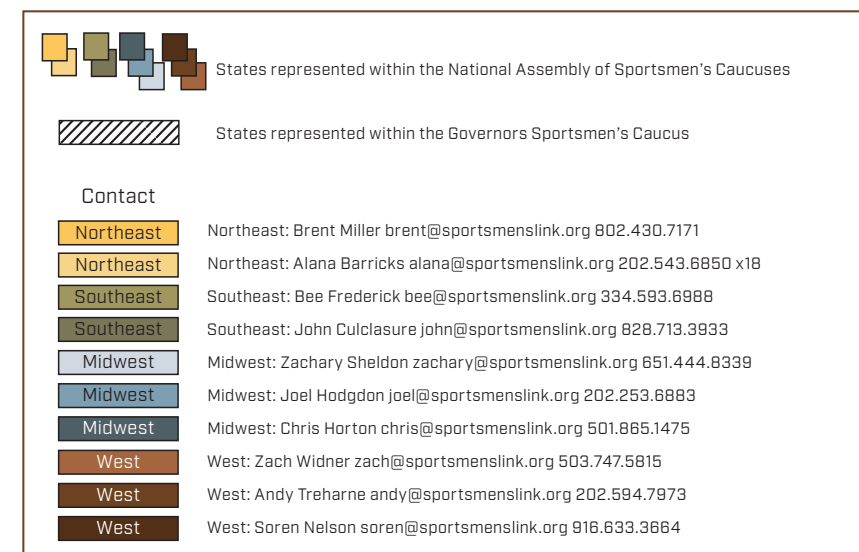 States represented within the National Assembly of Sportsmen's Caucuses
States represented within the Governors Sportsmen's Caucus
Contact
Northeast Northeast: Brent Miller brent@sportsmenslink.org 802.430.7171
Northeast Northeast: Alana Barricks alana@sportsmenslink.org 202.543.6850 x18
Southeast Southeast: Bee Frederick bee@sportsmenslink.org 334.593.6988
Southeast Southeast: John Culclasure john@sportsmenslink.org 828.713.3933
Midwest Midwest: Zachary Sheldon zachary@sportsmenslink.org 651.444.8339
Midwest Midwest: Joel Hodgdon joel@sportsmenslink.org 202.253.6883
Midwest Midwest: Chris Horton chris@sportsmenslink.org 501.865.1475
West West: Zach Widner zach@sportsmenslink.org 503.747.5815
West West: Andy Treharne andy@sportsmenslink.org 202.594.7973
West West: Soren Nelson soren@sportsmenslink.org 916.633.3664